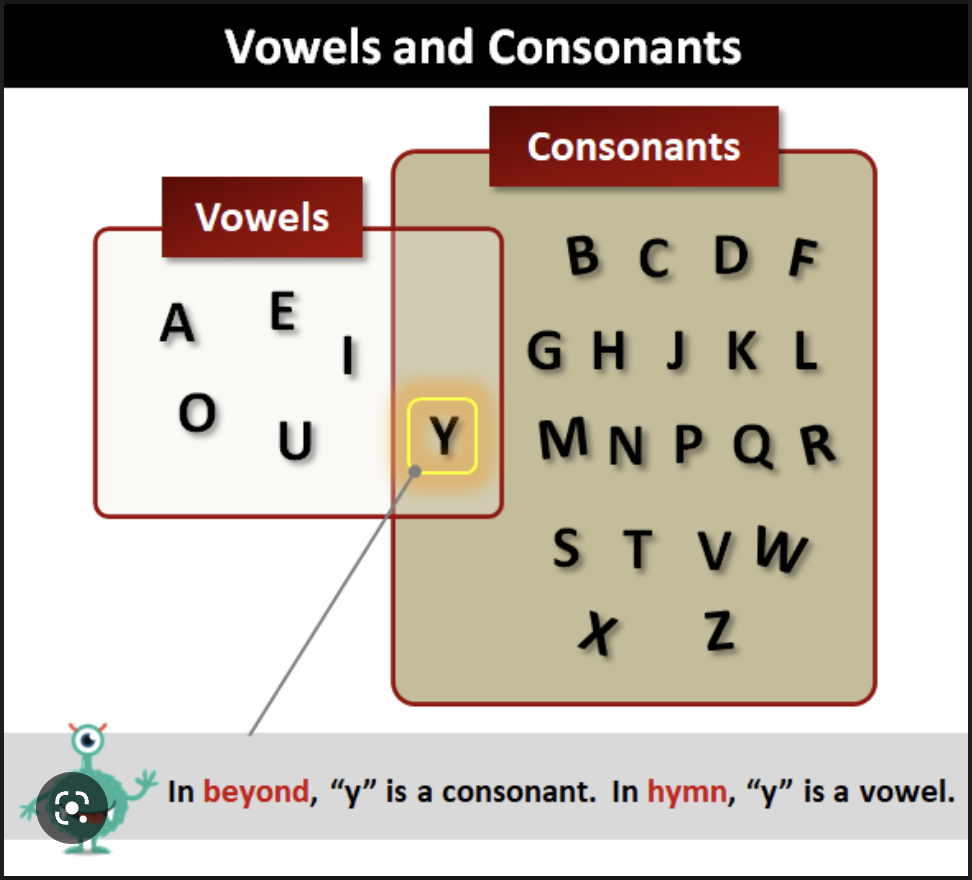 Vowels and Consonants
Consonants
Vowels
B C D F
A E
I
G H J K L
O U Y
M N P Q R
S T V W
X Z
In beyond, “y” is a consonant. In hymn, “y” is a vowel.